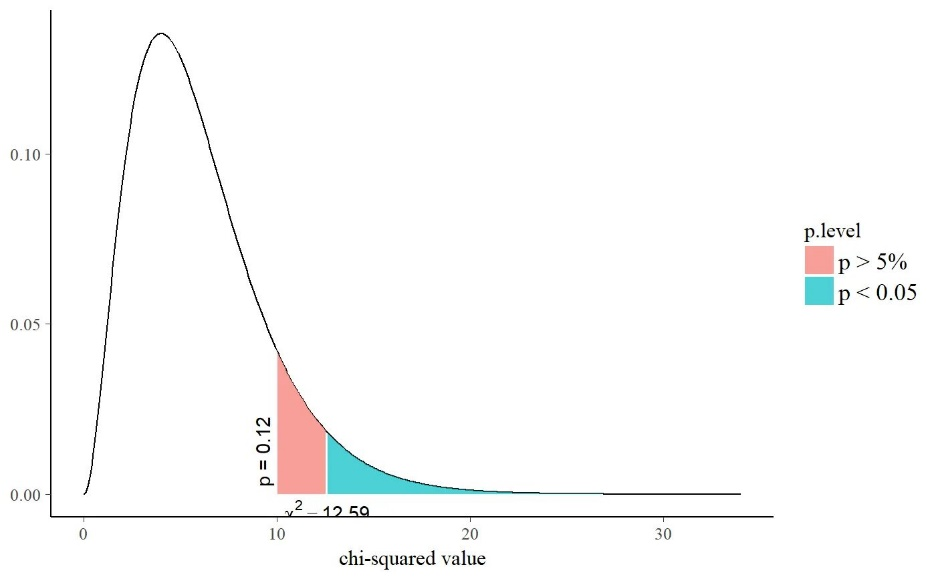 0.10
0.05
0.00
p = 0.12
χ² = 12.59
0 10 20 30
chi-squared value
p.level
p > 5%
p < 0.05